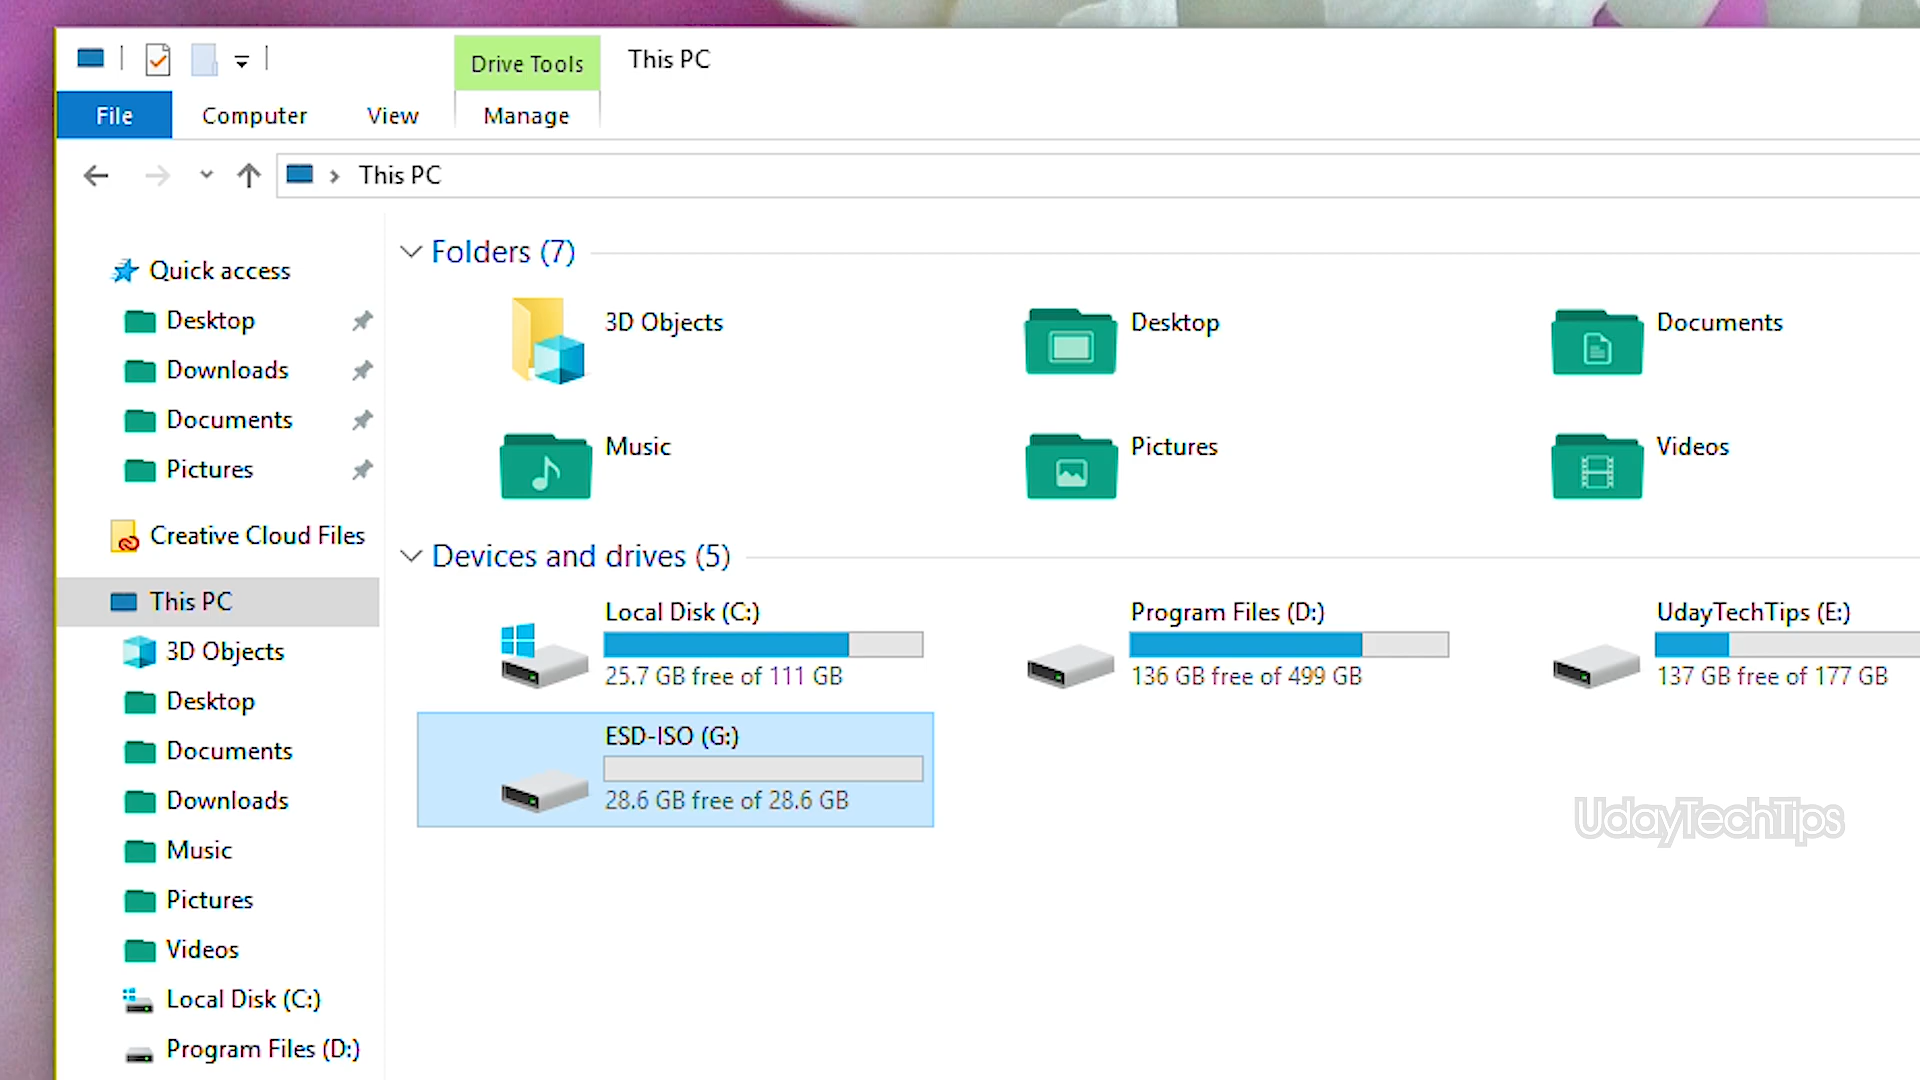 Drive Tools
This PC
File
Computer
View
Manage
This PC
Quick access
Desktop
Downloads
Documents
Pictures
Creative Cloud Files
This PC
3D Objects
Desktop
Documents
Downloads
Music
Pictures
Videos
Local Disk (C:)
Program Files (D:)
Folders (7)
3D Objects
Desktop
Documents
Music
Pictures
Videos
Devices and drives (5)
Local Disk (C:)
25.7 GB free of 111 GB
Program Files (D:)
136 GB free of 499 GB
UdayTechTips (E:)
137 GB free of 177 GB
ESD-ISO (G:)
28.6 GB free of 28.6 GB
UdayTechTips